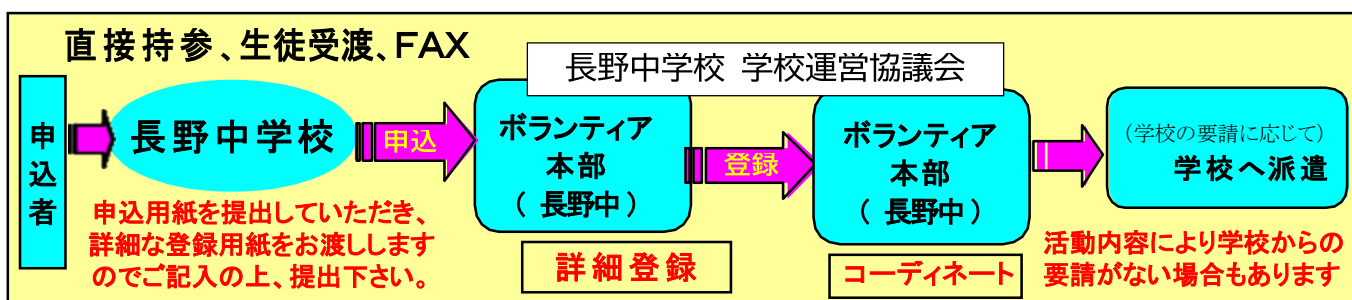 直接持参、生徒受渡、FAX
長野中学校 学校運営協議会
申込者
長野中学校
申込
ボランティア
本部
（ 長野中 ）
登録
ボランティア
本部
（ 長野中 ）
（学校の要請に応じて）
学校へ派遣
申込用紙を提出していただき、
詳細な登録用紙をお渡しします
のでご記入の上、提出下さい。
詳細登録
コーディネート
活動内容により学校からの
要請がない場合もあります